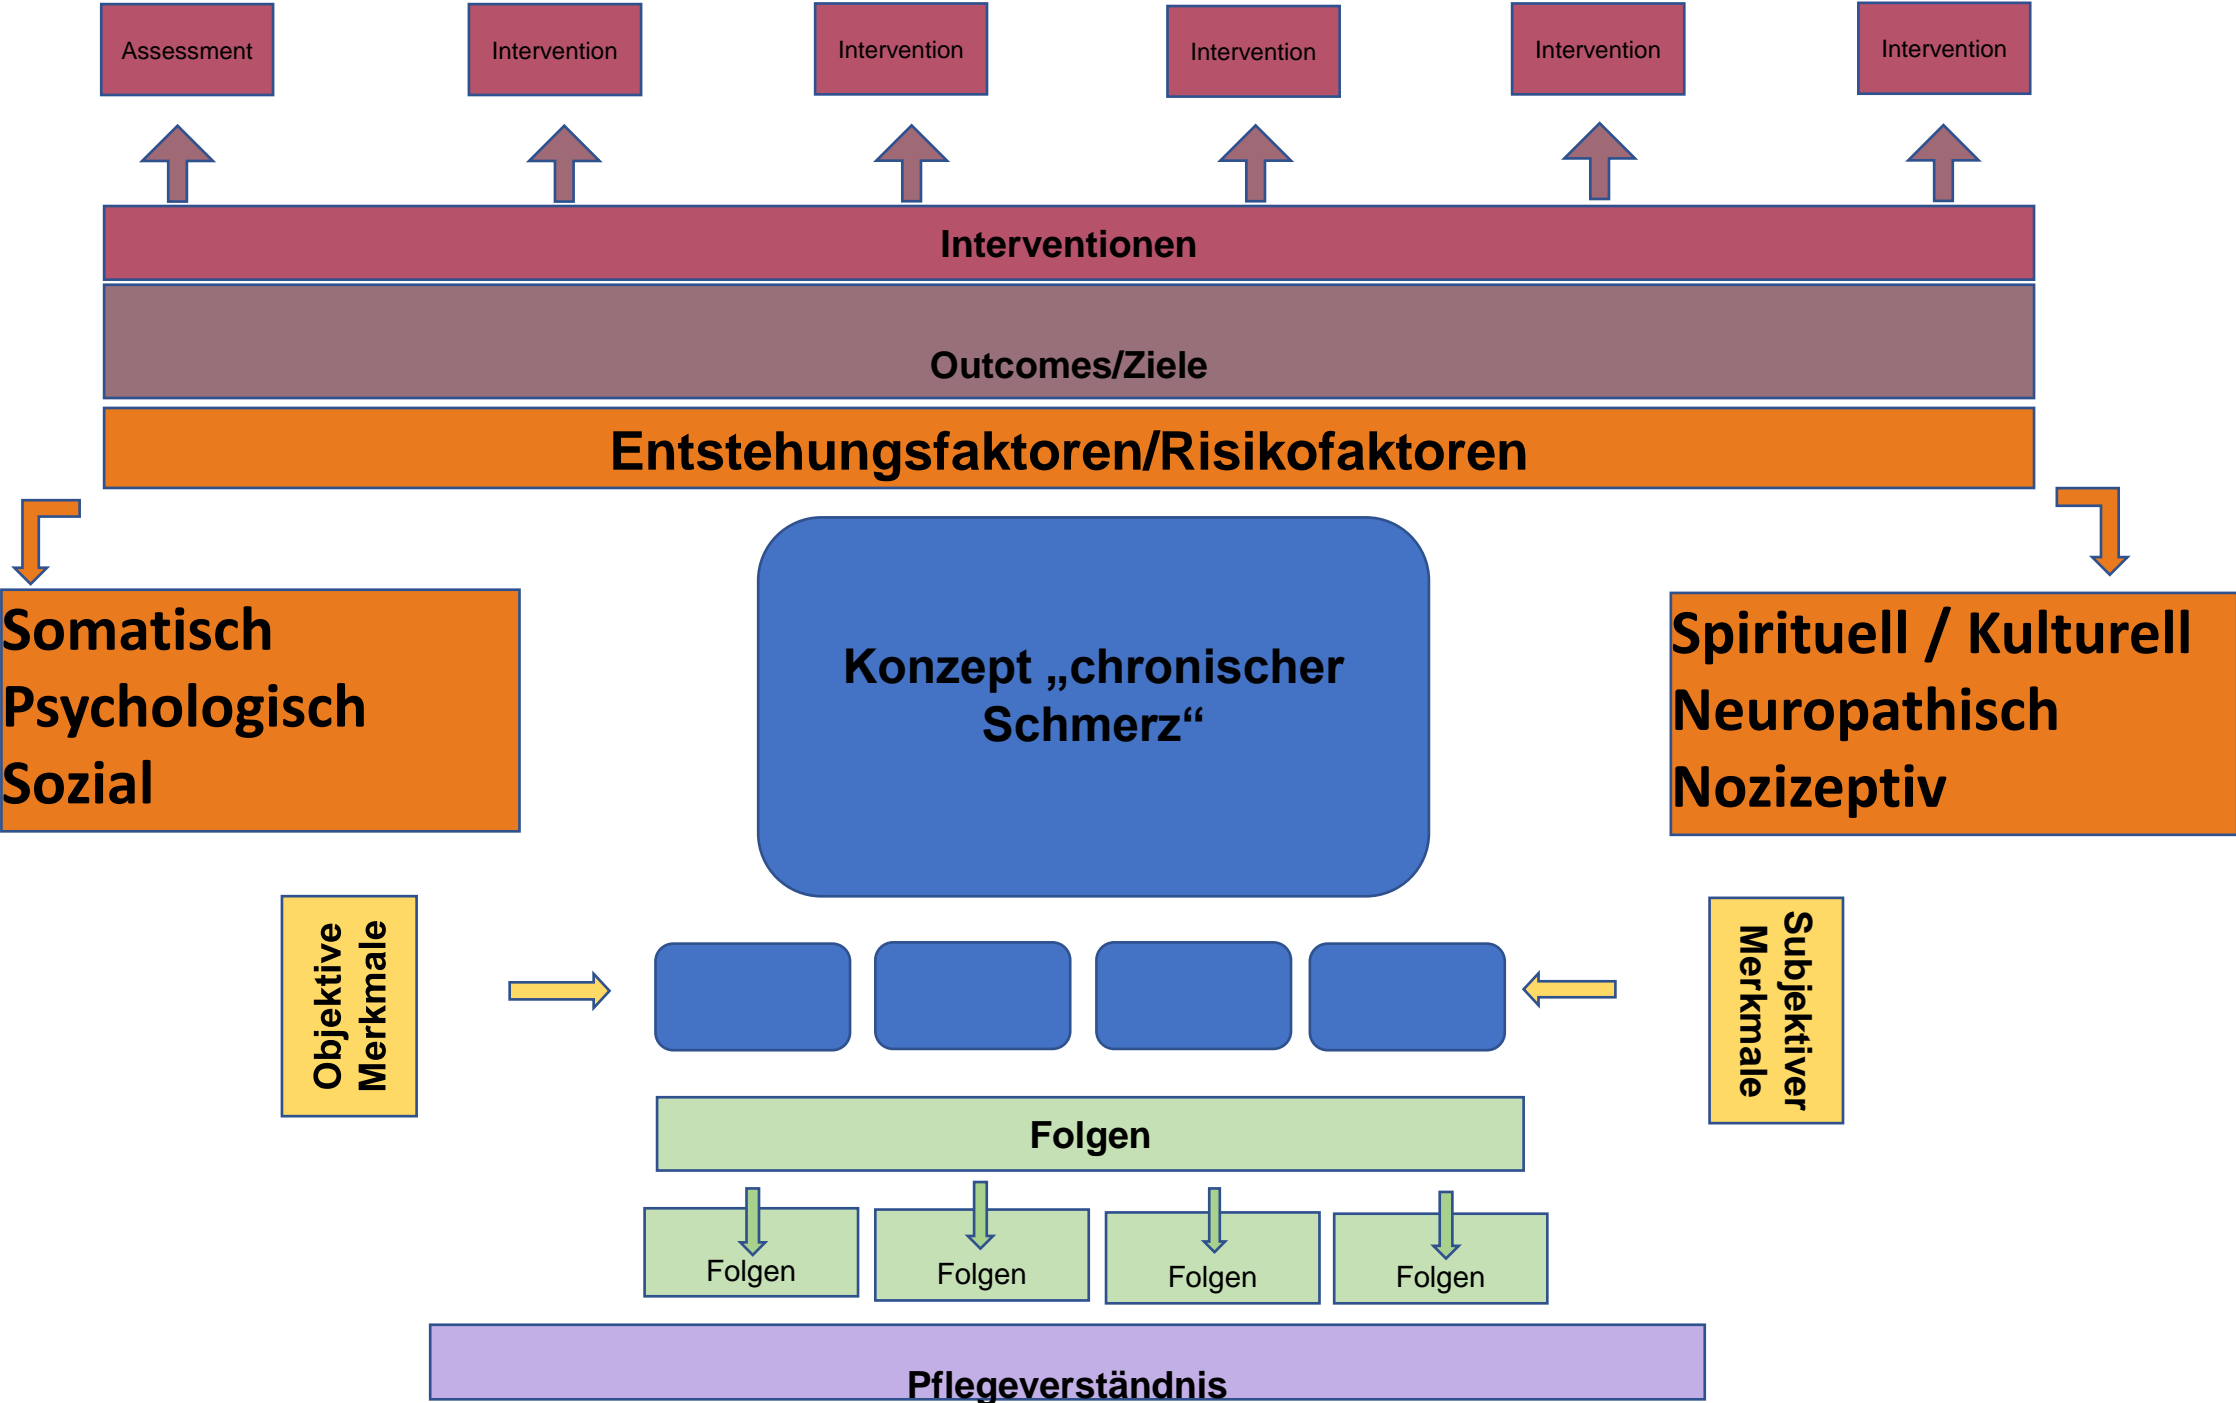 Assessment
Intervention
Intervention
Intervention
Intervention
Intervention
Interventionen
Outcomes/Ziele
Entstehungsfaktoren/Risikofaktoren
Somatisch
Psychologisch
Sozial
Konzept „chronischer
Schmerz“
Spirituell / Kulturell
Neuropathisch
Nozizeptiv
Objektive
Merkmale
Subjektiver
Merkmale
Folgen
Folgen
Folgen
Folgen
Folgen
Pflegeverständnis